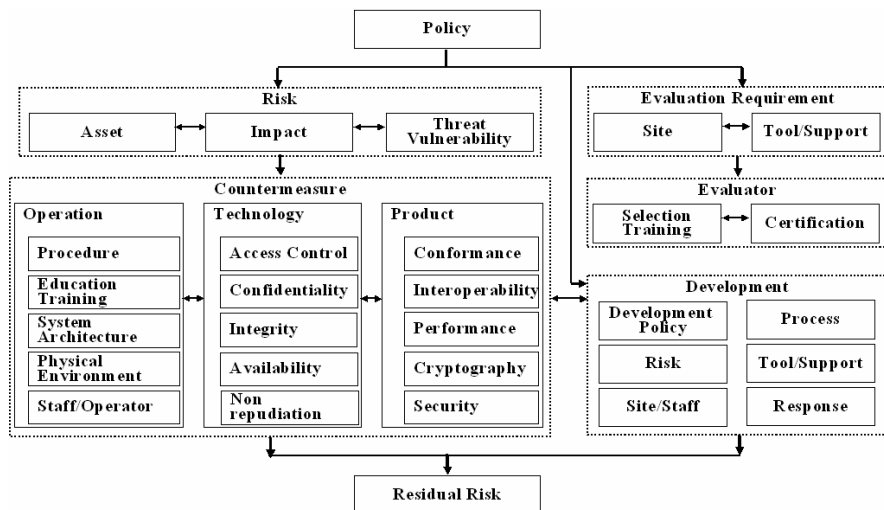 Policy
Risk
Asset
Impact
Threat
Vulnerability
Evaluation Requirement
Site
Tool/Support
Evaluator
Selection
Training
Certification
Countermeasure
Operation
Procedure
Education
Training
System
Architecture
Physical
Environment
Staff/Operator
Technology
Access Control
Confidentiality
Integrity
Availability
Non
repudiation
Product
Conformance
Interoperability
Performance
Cryptography
Security
Development
Development
Policy
Process
Risk
Tool/Support
Site/Staff
Response
Residual Risk